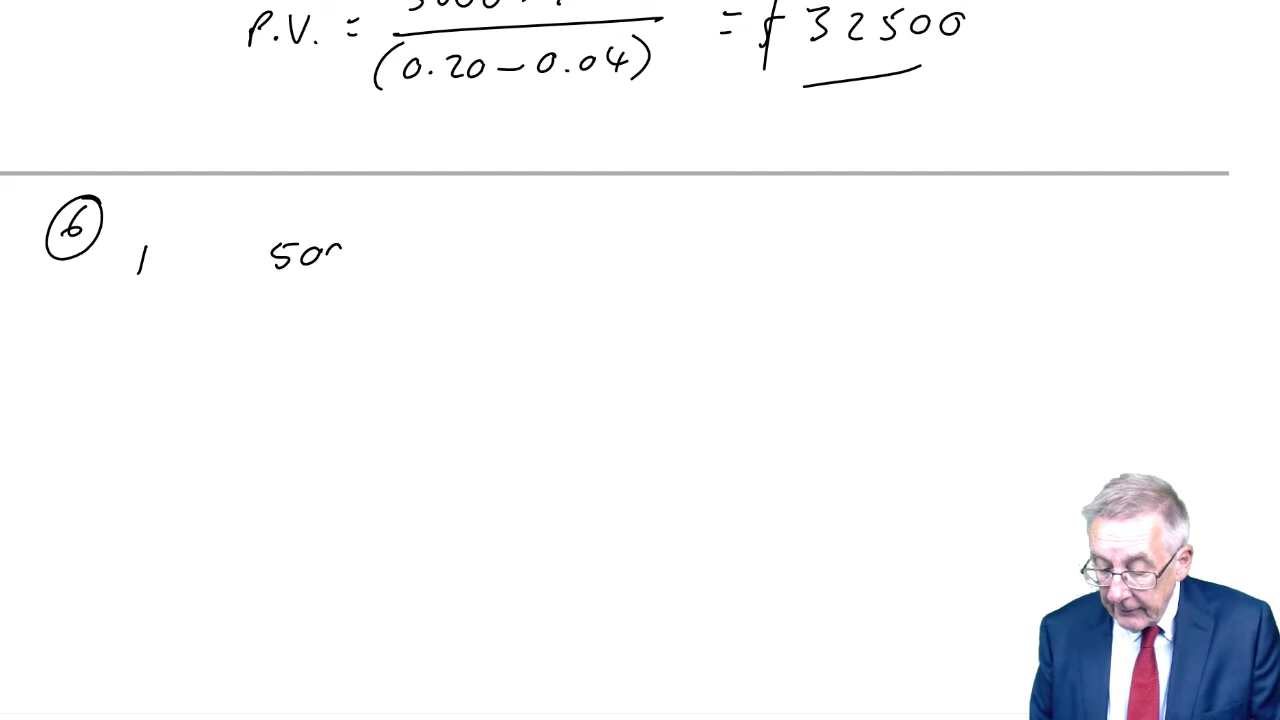 P.V. = / (0.20 - 0.04) = £ 32500
6
1 50